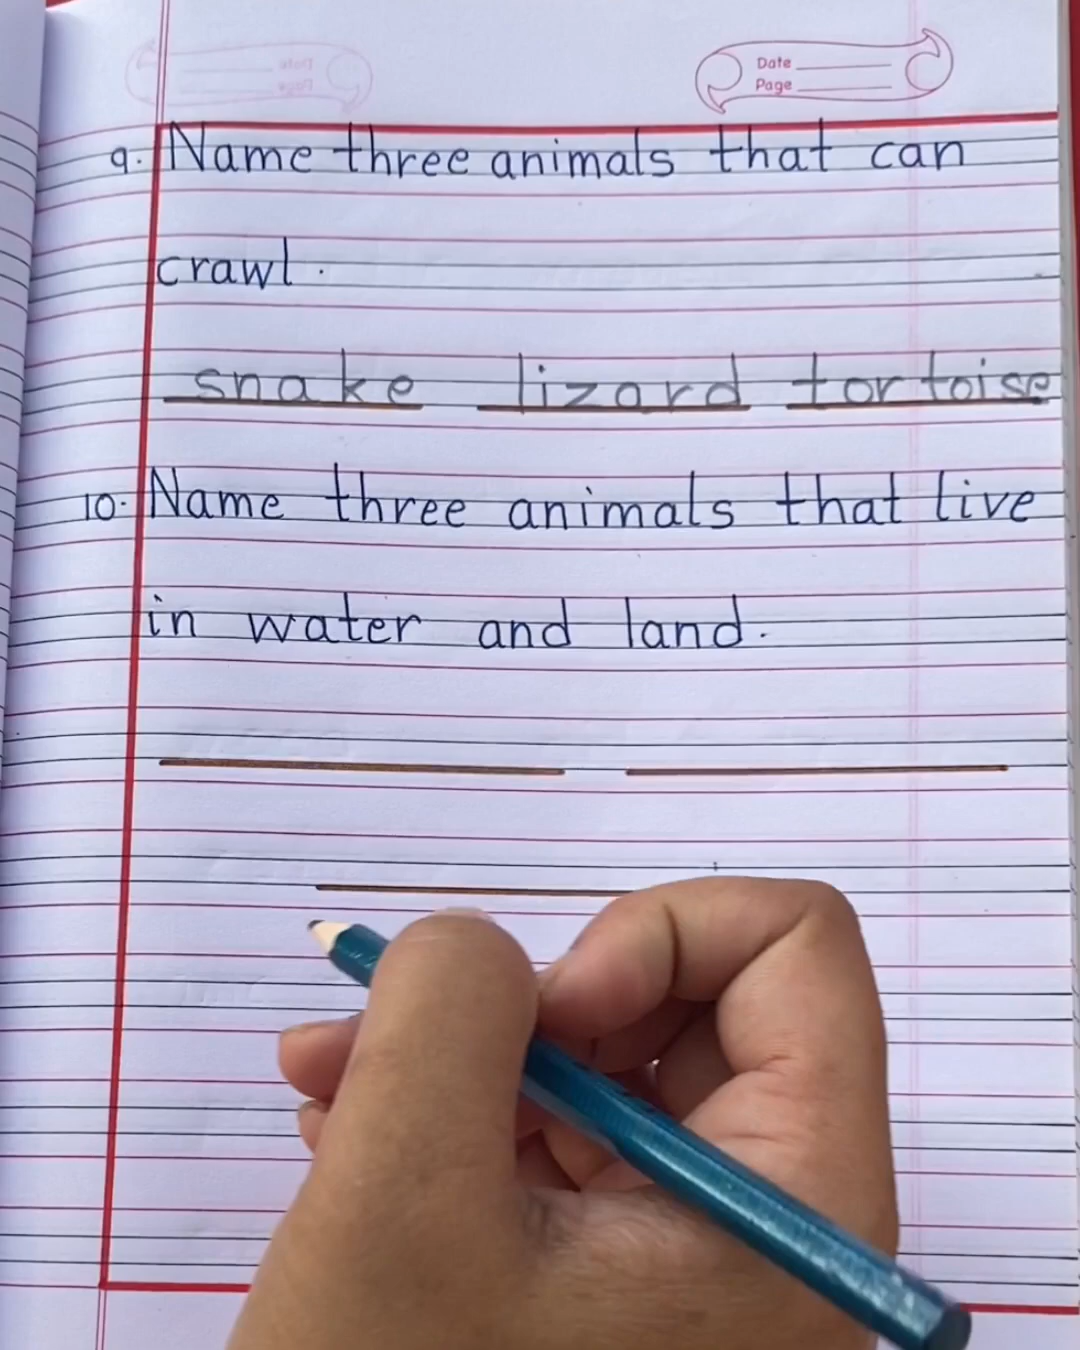 Date
Page
9. Name three animals that can
crawl.
snake lizard tortoise
10. Name three animals that live
in water and land.